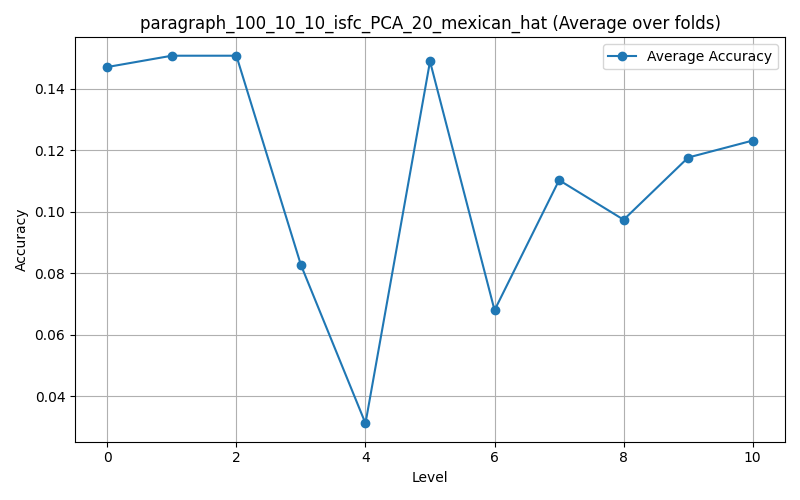 paragraph_100_10_10_isfc_PCA_20_mexican_hat (Average over folds)
Average Accuracy
Accuracy
0.14
0.12
0.10
0.08
0.06
0.04
0 2 4 6 8 10
Level